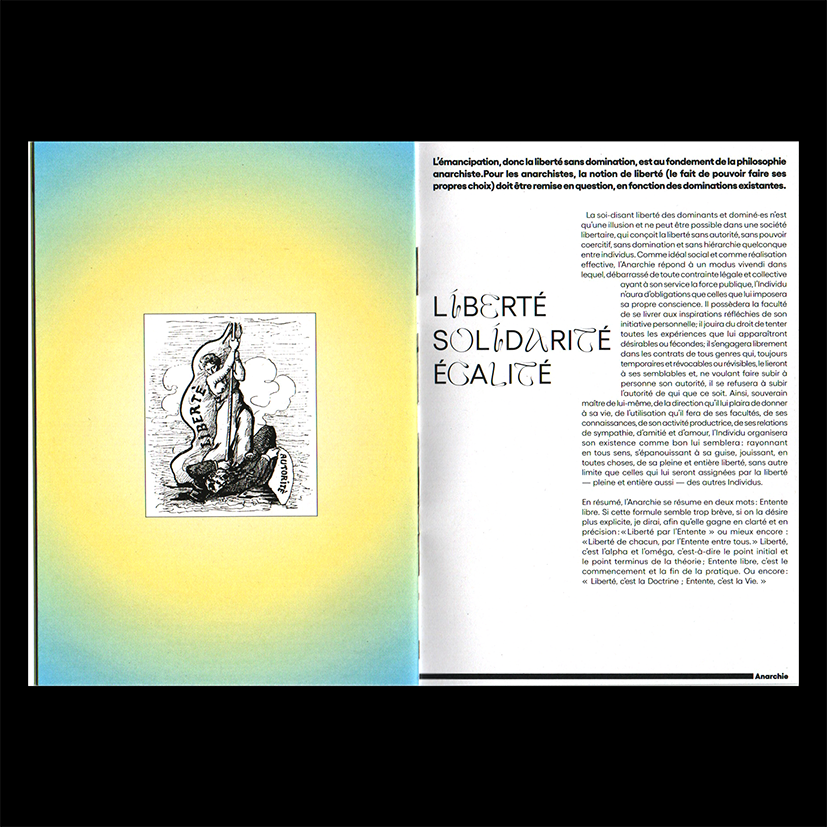 LIBERTÉ
AUTORITÉ
L'émancipation, donc la liberté sans domination, est au fondement de la philosophie
anarchiste.Pour les anarchistes, la notion de liberté (le fait de pouvoir faire ses
propres choix) doit être remise en question, en fonction des dominations existantes.
LIBERTÉ
SOLIDARITÉ
ÉGALITÉ
La soi-disant liberté des dominants et dominé·es n'est
qu'une illusion et ne peut être possible dans une société
libertaire, qui conçoit la liberté sans autorité, sans pouvoir
coercitif, sans domination et sans hiérarchie quelconque
entre individus. Comme idéal social et comme réalisation
effective, l'Anarchie répond à un modus vivendi dans
lequel, débarrassé de toute contrainte légale et collective
ayant à son service la force publique, l'Individu
n'aura d'obligations que celles que lui imposera
sa propre conscience. Il possèdera la faculté
de se livrer aux inspirations réfléchies de son
initiative personnelle; il jouira du droit de tenter
toutes les expériences que lui apparaîtront
désirables ou fécondes; il s'engagera librement
dans les contrats de tous genres qui, toujours
temporaires et révocables ou révisibles, le lieront
à ses semblables et, ne voulant faire subir à
personne son autorité, il se refusera à subir
l'autorité de qui que ce soit. Ainsi, souverain
maître de lui-même, de la direction qu'il lui plaira de donner
à sa vie, de l'utilisation qu'il fera de ses facultés, de ses
connaissances, de son activité productrice, de ses relations
de sympathie, d'amitié et d'amour, l'Individu organisera
son existence comme bon lui semblera : rayonnant
en tous sens, s'épanouissant à sa guise, jouissant, en
toutes choses, de sa pleine et entière liberté, sans autre
limite que celles qui lui seront assignées par la liberté
— pleine et entière aussi — des autres Individus.
En résumé, l'Anarchie se résume en deux mots : Entente
libre. Si cette formule semble trop brève, si on la désire
plus explicite, je dirai, afin qu'elle gagne en clarté et en
précision : « Liberté par l'Entente » ou mieux encore :
« Liberté de chacun, par l'Entente entre tous. » Liberté,
c'est l'alpha et l'oméga, c'est-à-dire le point initial et
le point terminus de la théorie ; Entente libre, c'est le
commencement et la fin de la pratique. Ou encore :
« Liberté, c'est la Doctrine ; Entente, c'est la Vie. »
Anarchie